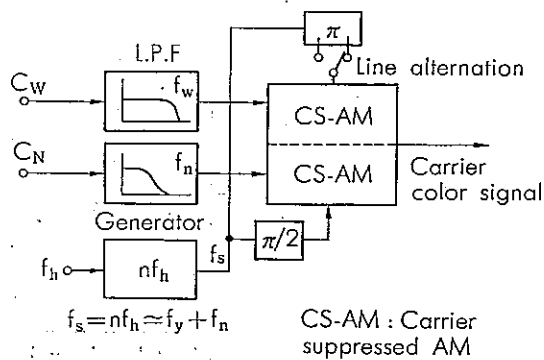 π
L.P.F
Line alternation
C_W
f_w
CS-AM
C_N
f_n
CS-AM
Carrier
color signal
Generator
f_h
nf_h
f_s
π/2
f_s=nf_h≃f_y+f_n
CS-AM : Carrier
suppressed AM